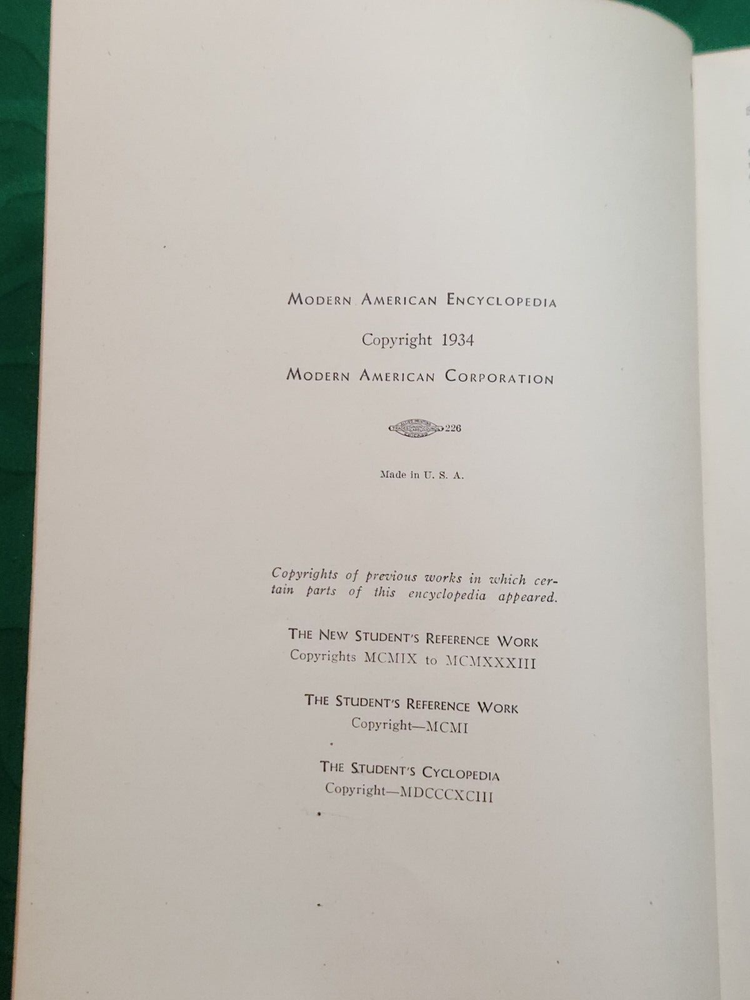 MODERN AMERICAN ENCYCLOPEDIA
Copyright 1934
MODERN AMERICAN CORPORATION
226
Made in U. S. A.
Copyrights of previous works in which cer-
tain parts of this encyclopedia appeared.
THE NEW STUDENT'S REFERENCE WORK
Copyrights MCMIX to MCMXXXIII
THE STUDENT'S REFERENCE WORK
Copyright—MCMI
THE STUDENT'S CYCLOPEDIA
Copyright—MDCCCXCIII